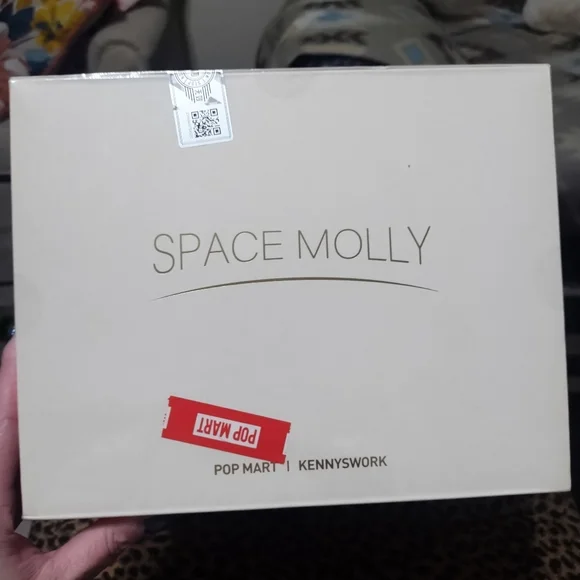 SPACE MOLLY
POP MART
POP MART | KENNYSWORK